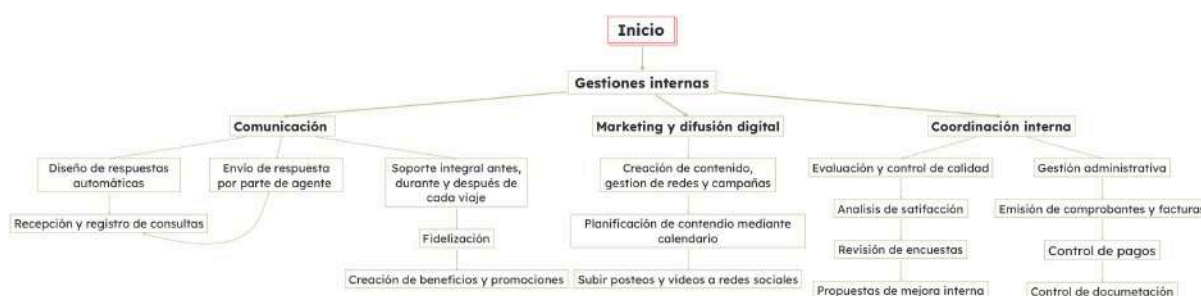 Inicio
Gestiones internas
Comunicación
Marketing y difusión digital
Coordinación interna
Diseño de respuestas
automáticas
Envío de respuesta
por parte de agente
Soporte integral antes,
durante y después de
cada viaje
Creación de contenido,
gestion de redes y campañas
Evaluación y control de calidad
Gestión administrativa
Recepción y registro de consultas
Fidelización
Planificación de contendio mediante
calendario
Analisis de satifacción
Emisión de comprobantes y facturas
Revisión de encuestas
Control de pagos
Creación de beneficios y promociones
Subir posteos y videos a redes sociales
Propuestas de mejora interna
Control de documetación